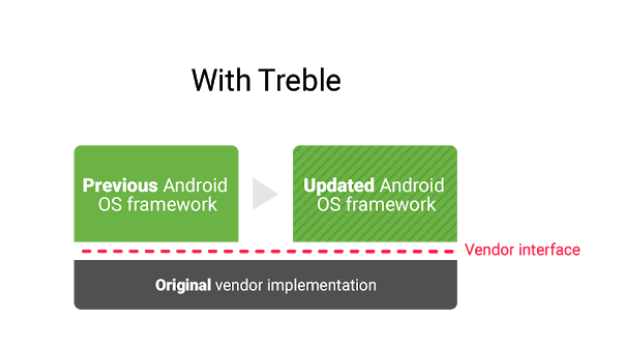 With Treble
Previous Android
OS framework
Updated Android
OS framework
Vendor interface
Original vendor implementation